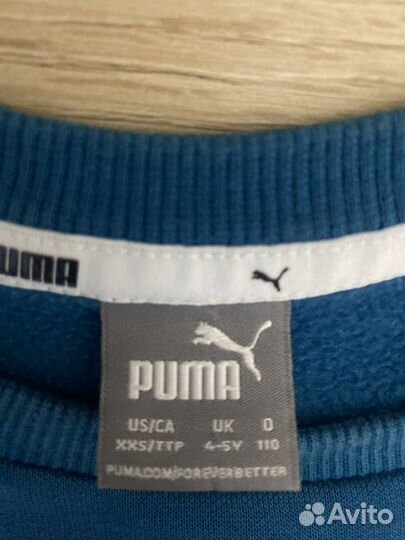 PUMA
PUMA
US/CA UK D
XXS/TTP 4-5Y 110
PUMA.COM/FOREVERBETTER
Avito